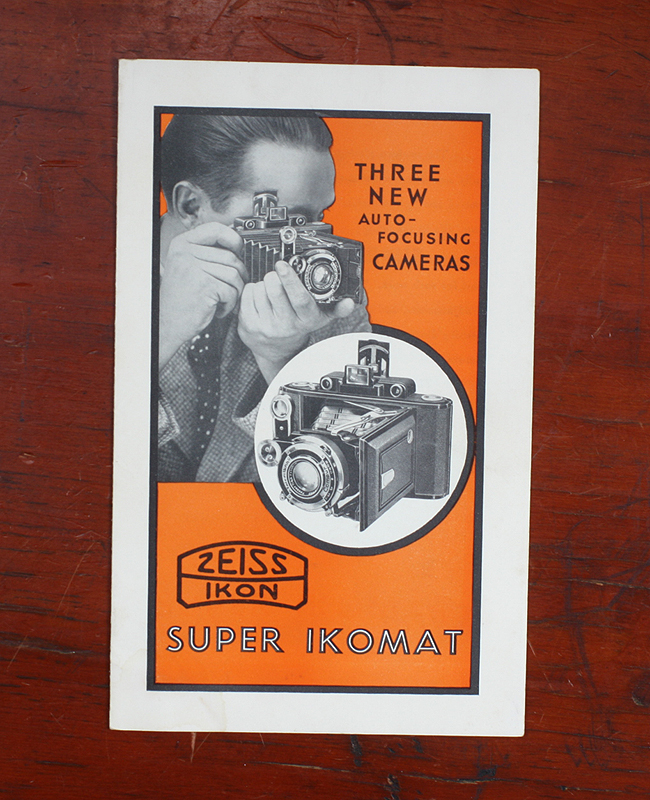 THREE
NEW
AUTO-
FOCUSING
CAMERAS
ZEISS
IKON
SUPER IKOMAT